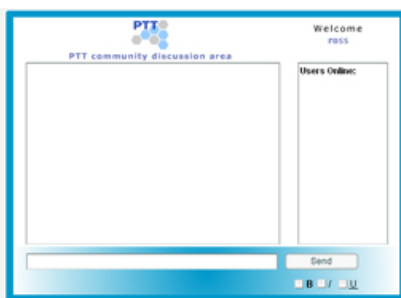 PTT
PTT community discussion area
Welcome
ross
Users Online:
Send
B I U